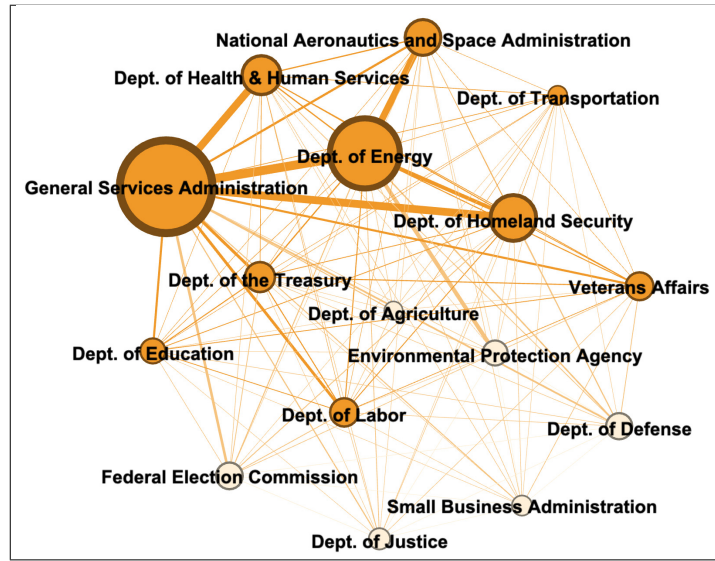 National Aeronautics and Space Administration
Dept. of Health & Human Services
Dept. of Transportation
Dept. of Energy
General Services Administration
Dept. of Homeland Security
Dept. of the Treasury
Veterans Affairs
Dept. of Agriculture
Dept. of Education
Environmental Protection Agency
Dept. of Labor
Dept. of Defense
Federal Election Commission
Small Business Administration
Dept. of Justice